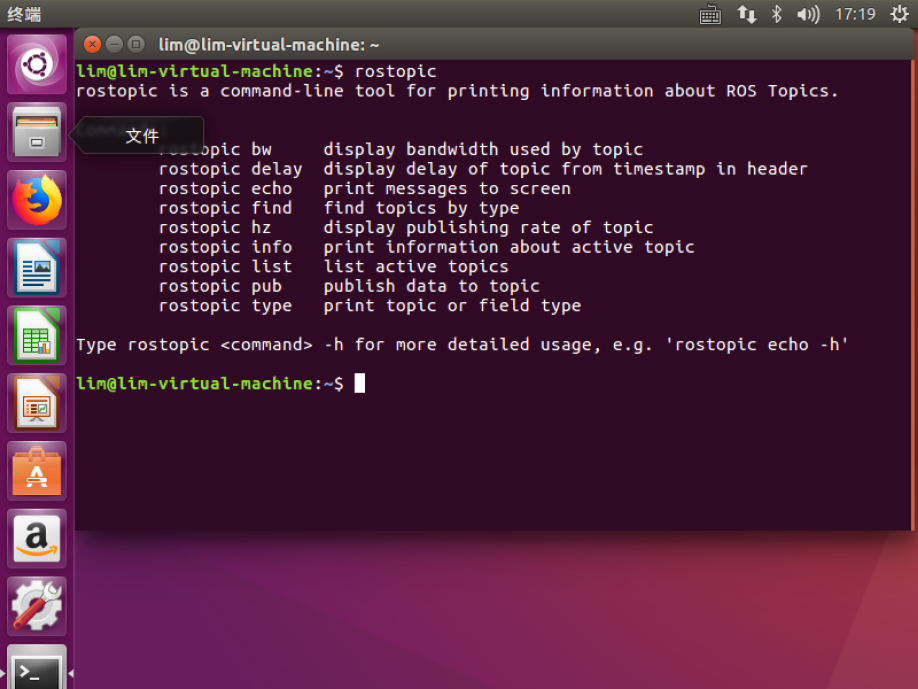 终端
17:19
lim@lim-virtual-machine: ~
lim@lim-virtual-machine:~$ rostopic
rostopic is a command-line tool for printing information about ROS Topics.
Commands:
文件
rostopic bw display bandwidth used by topic
rostopic delay display delay of topic from timestamp in header
rostopic echo print messages to screen
rostopic find find topics by type
rostopic hz display publishing rate of topic
rostopic info print information about active topic
rostopic list list active topics
rostopic pub publish data to topic
rostopic type print topic or field type
Type rostopic <command> -h for more detailed usage, e.g. 'rostopic echo -h'
lim@lim-virtual-machine:~$